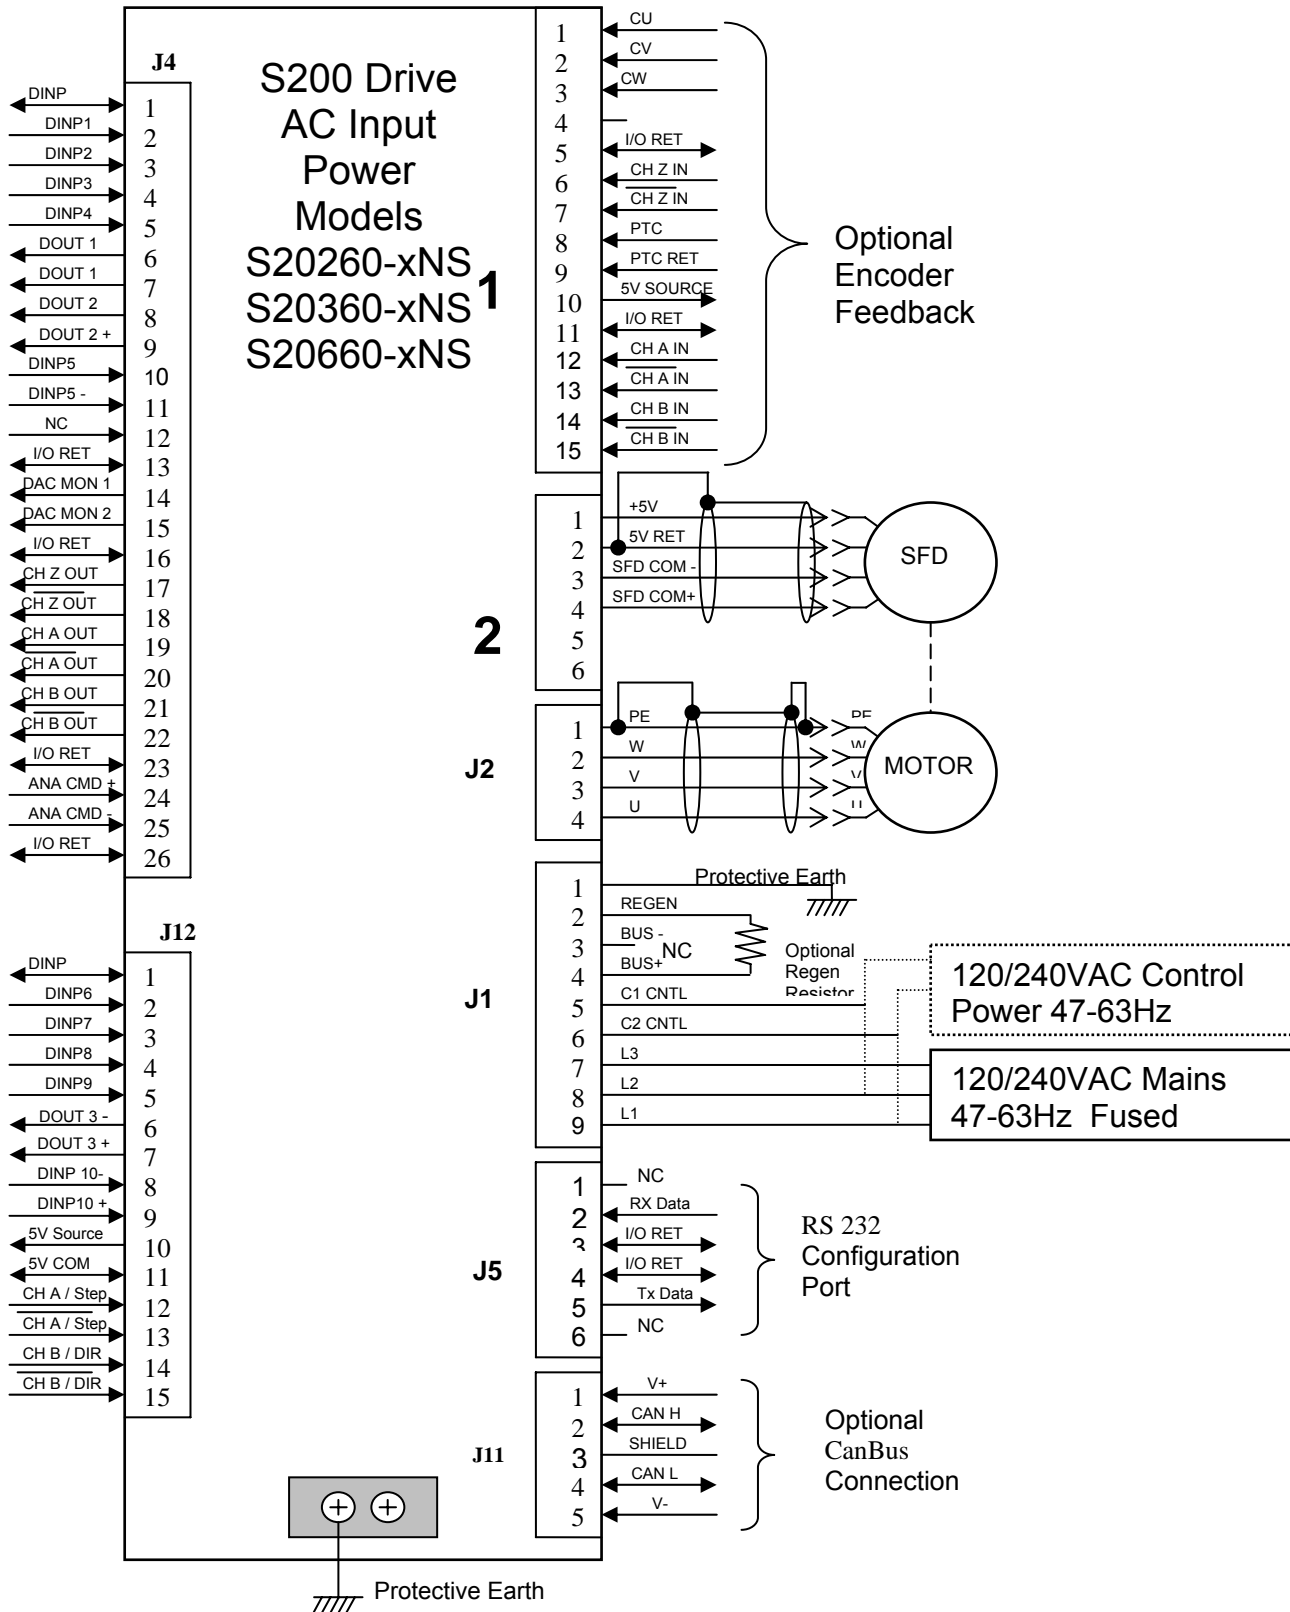 S200 Drive
AC Input
Power
Models
S20260-xNS
S20360-xNS
S20660-xNS
J4
DINP 1
DINP1 2
DINP2 3
DINP3 4
DINP4 5
DOUT 1 6
DOUT 1 7
DOUT 2 8
DOUT 2 + 9
DINP5 10
DINP5 - 11
NC 12
I/O RET 13
DAC MON 1 14
DAC MON 2 15
I/O RET 16
CH Z OUT 17
CH Z OUT 18
CH A OUT 19
CH A OUT 20
CH B OUT 21
CH B OUT 22
I/O RET 23
ANA CMD + 24
ANA CMD - 25
I/O RET 26
J12
DINP 1
DINP6 2
DINP7 3
DINP8 4
DINP9 5
DOUT 3 - 6
DOUT 3 + 7
DINP 10- 8
DINP10 + 9
5V Source 10
5V COM 11
CH A / Step 12
CH A / Step 13
CH B / DIR 14
CH B / DIR 15
1
1 CU
2 CV
3 CW
4
5 I/O RET
6 CH Z IN
7 CH Z IN
8 PTC
9 PTC RET
10 5V SOURCE
11 I/O RET
12 CH A IN
13 CH A IN
14 CH B IN
15 CH B IN
Optional
Encoder
Feedback
2
1 +5V
2 5V RET
3 SFD COM -
4 SFD COM+
5
6
SFD
J2
1 PE PE
2 W W
3 V V
4 U U
MOTOR
J1
1 Protective Earth
2 REGEN
3 BUS - NC
4 BUS+
5 C1 CNTL
6 C2 CNTL
7 L3
8 L2
9 L1
Optional
Regen
Resistor
120/240VAC Control
Power 47-63Hz
120/240VAC Mains
47-63Hz Fused
J5
1 NC
2 RX Data
3 I/O RET
4 I/O RET
5 Tx Data
6 NC
RS 232
Configuration
Port
J11
1 V+
2 CAN H
3 SHIELD
4 CAN L
5 V-
Optional
CanBus
Connection
Protective Earth